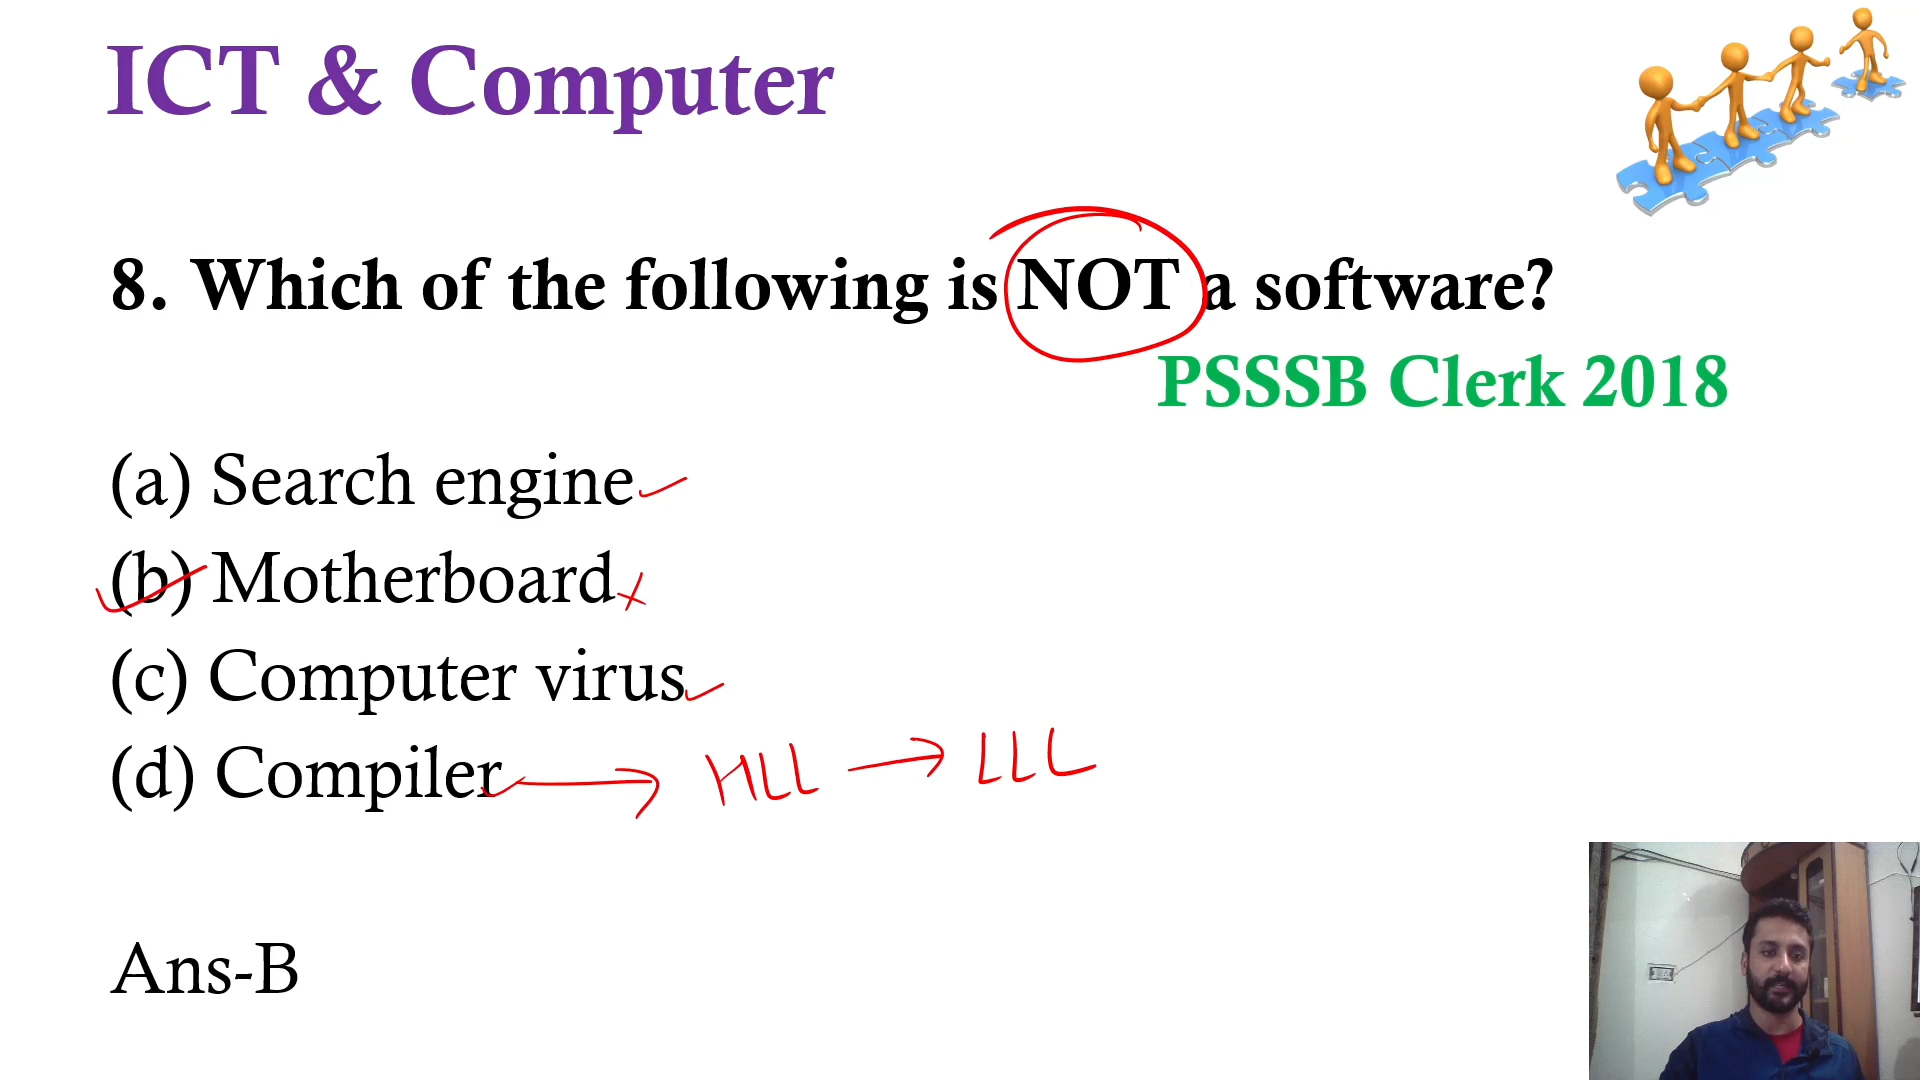 ICT & Computer
8. Which of the following is NOT a software?
PSSSB Clerk 2018
(a) Search engine
(b) Motherboard
(c) Computer virus
(d) Compiler → HLL → LLL
Ans-B